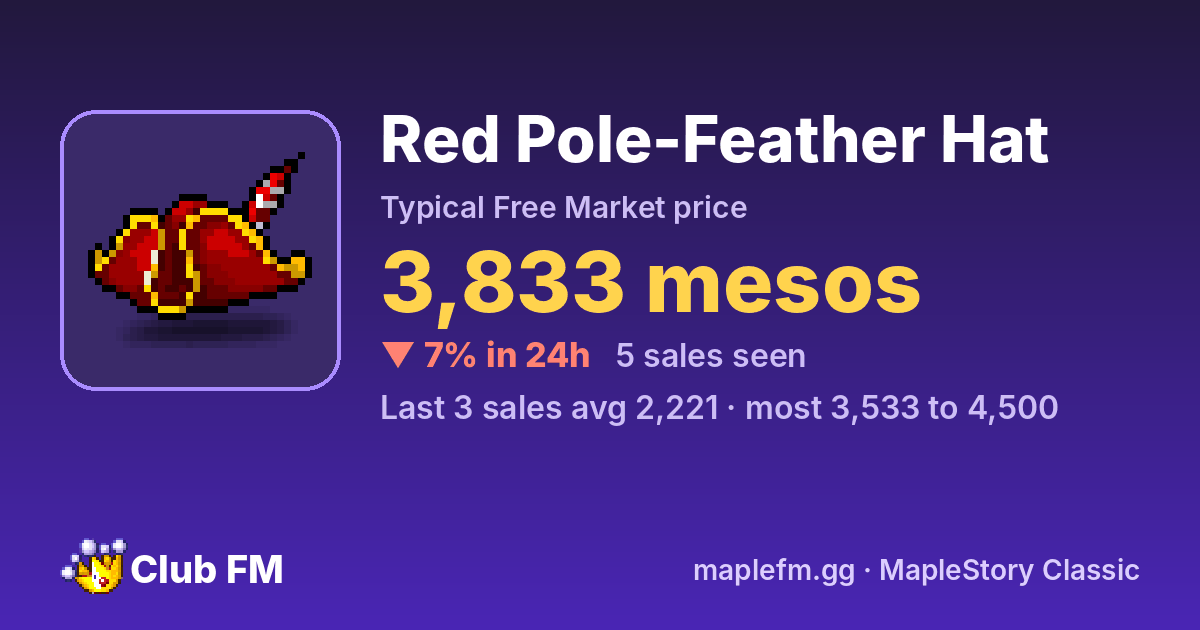 Red Pole-Feather Hat
Typical Free Market price
3,833 mesos
▼ 7% in 24h 5 sales seen
Last 3 sales avg 2,221 · most 3,533 to 4,500
Club FM
maplefm.gg · MapleStory Classic